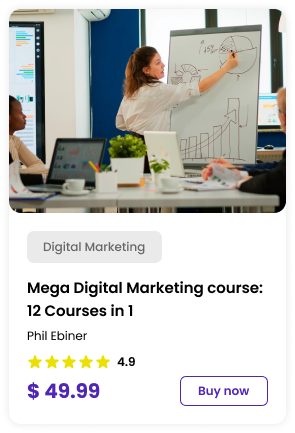 Digital Marketing
Mega Digital Marketing course:
12 Courses in 1
Phil Ebiner
4.9
$ 49.99
Buy now